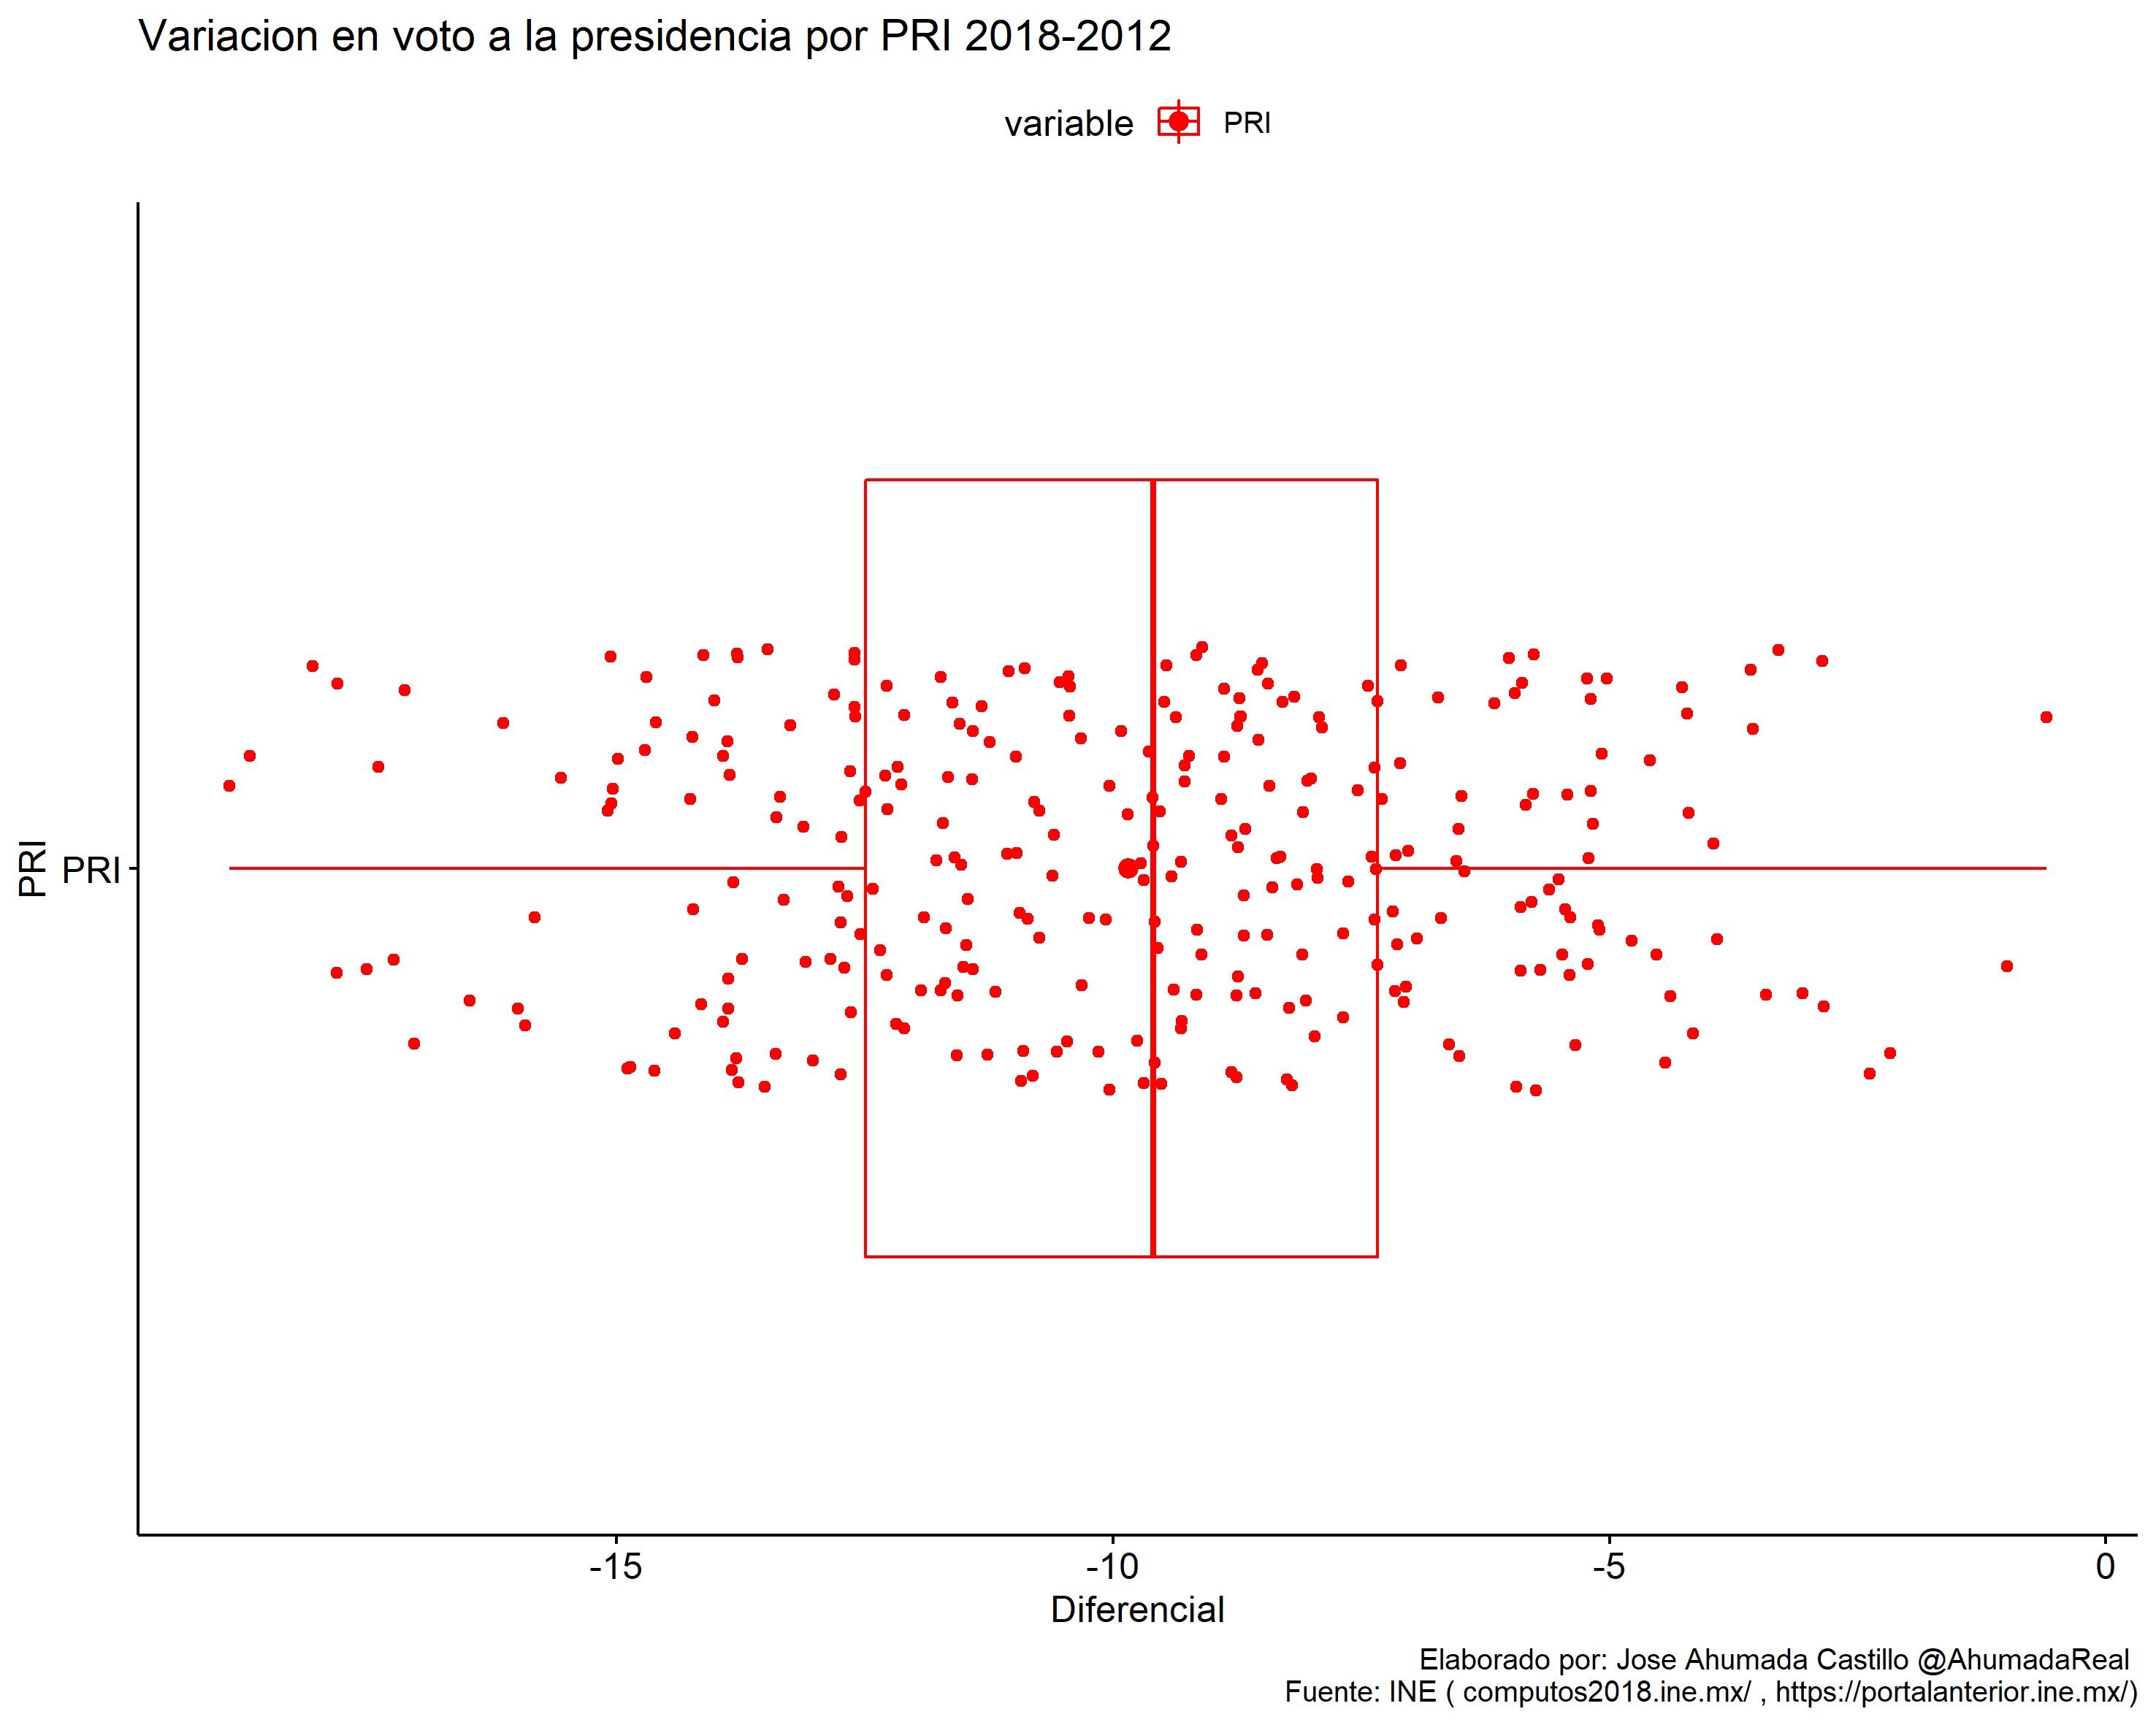 Variacion en voto a la presidencia por PRI 2018-2012
variable PRI
PRI
PRI
-15 -10 -5 0
Diferencial
Elaborado por: Jose Ahumada Castillo @AhumadaReal
Fuente: INE ( computos2018.ine.mx/ , https://portalanterior.ine.mx/)